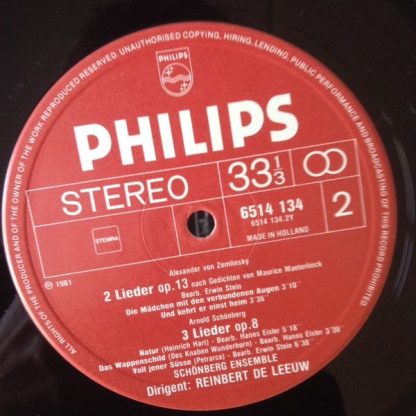 ALL RIGHTS OF THE PRODUCER AND OF THE OWNER OF THE WORK REPRODUCED RESERVED. UNAUTHORISED COPYING, HIRING, LENDING, PUBLIC PERFORMANCE AND BROADCASTING OF THIS RECORD PROHIBITED
PHILIPS
PHILIPS
STEREO
33 1/3
6514 134
6514 134.2Y
MADE IN HOLLAND
2
STEMRA
℗ 1981
Alexander von Zemlinsky
2 Lieder op.13 nach Gedichten von Maurice Maeterlinck
Bearb. Erwin Stein
Die Mädchen mit den verbundenen Augen 3'10"
Und kehrt er einst heim 3'36
Arnold Schönberg
3 Lieder op.8
Natur (Heinrich Hart) - Bearb. Hanns Eisler 5'18"
Das Wappenschild (Des Knaben Wunderhorn) - Bearb. Hanns Eisler 3'38"
Voll jener Süsse (Petrarca) - Bearb. Erwin Stein 6'38
SCHÖNBERG ENSEMBLE
Dirigent: REINBERT DE LEEUW